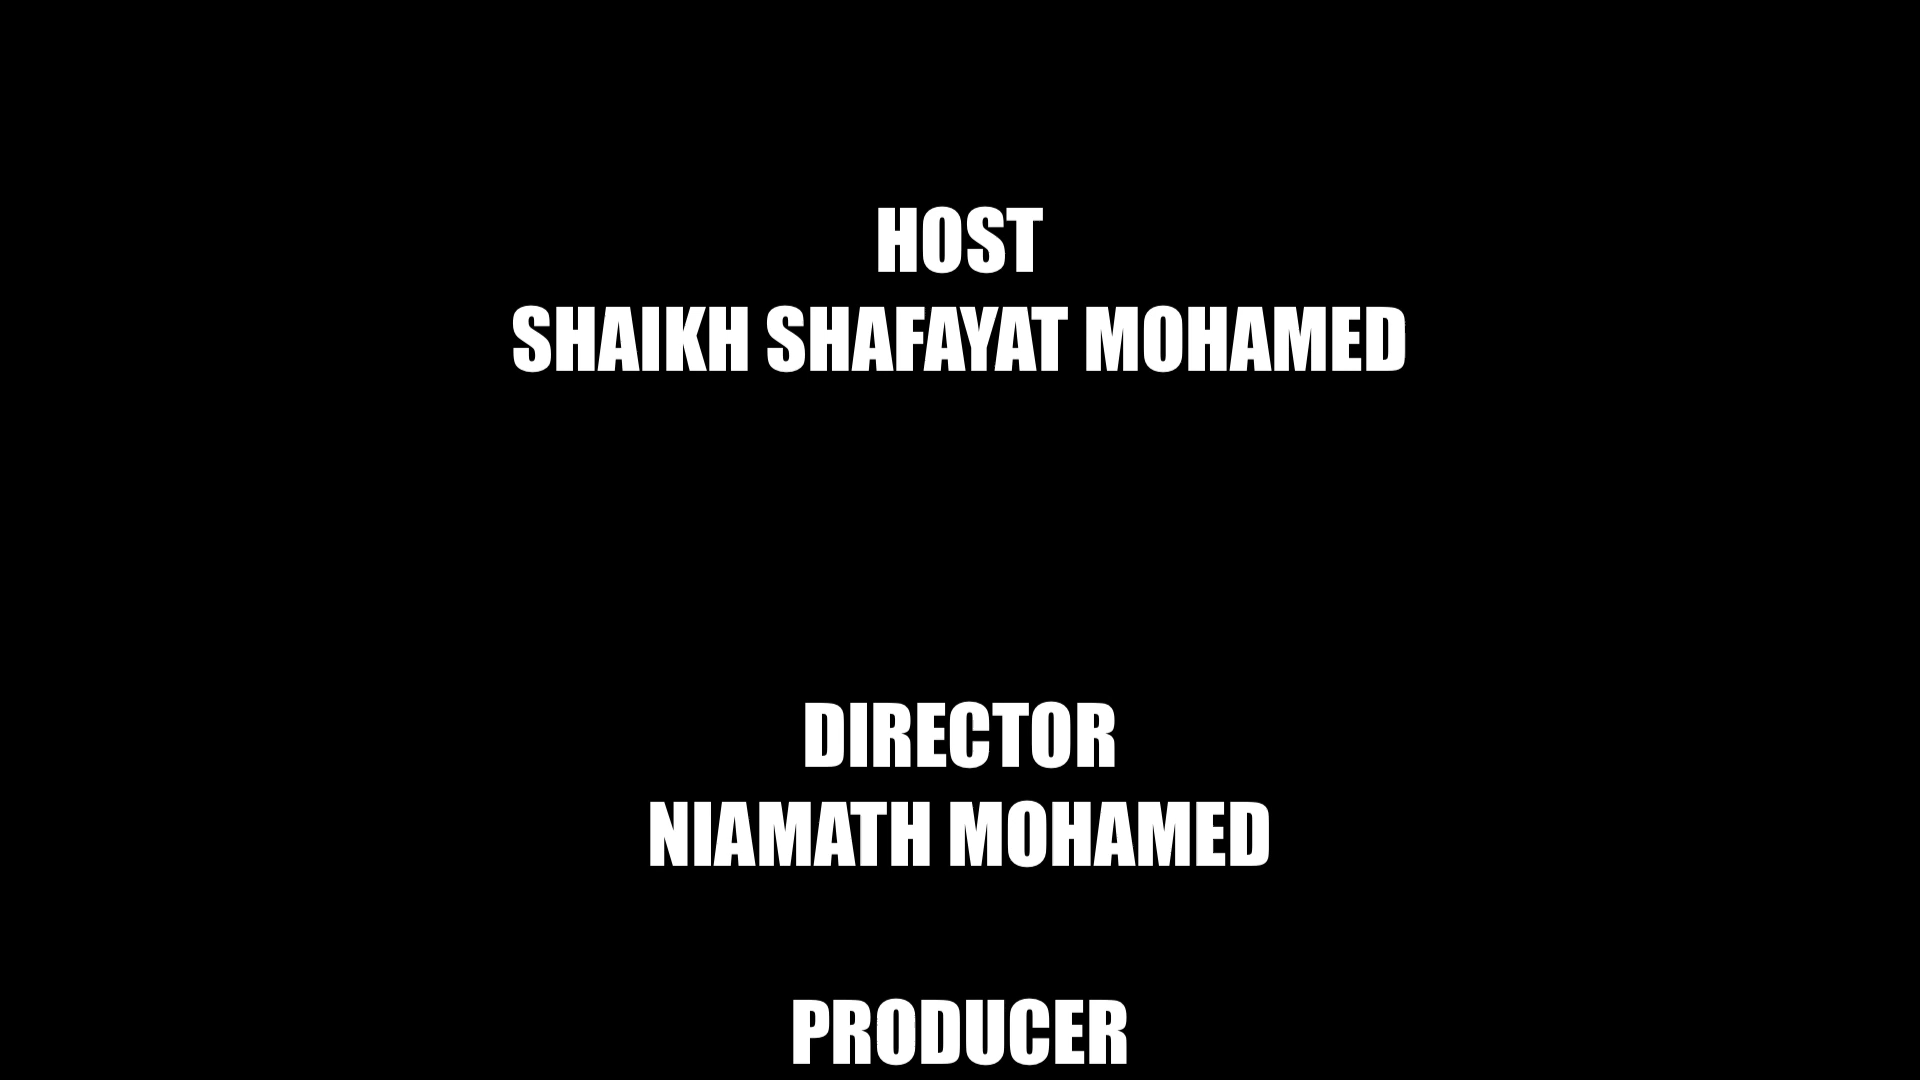 HOST
SHAIKH SHAFAYAT MOHAMED
DIRECTOR
NIAMATH MOHAMED
PRODUCER